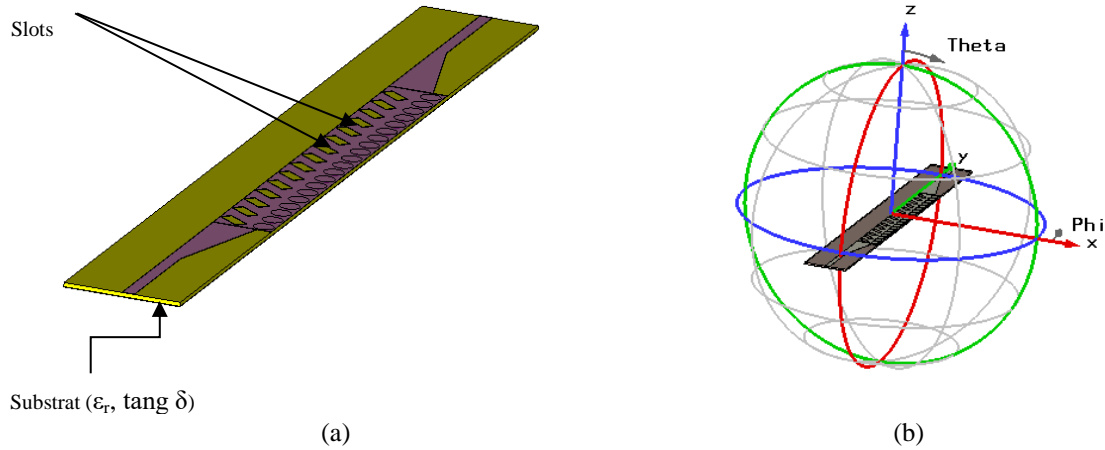 Slots
Substrat (εr, tang δ)
(a)
z
Theta
y
Phi
x
(b)